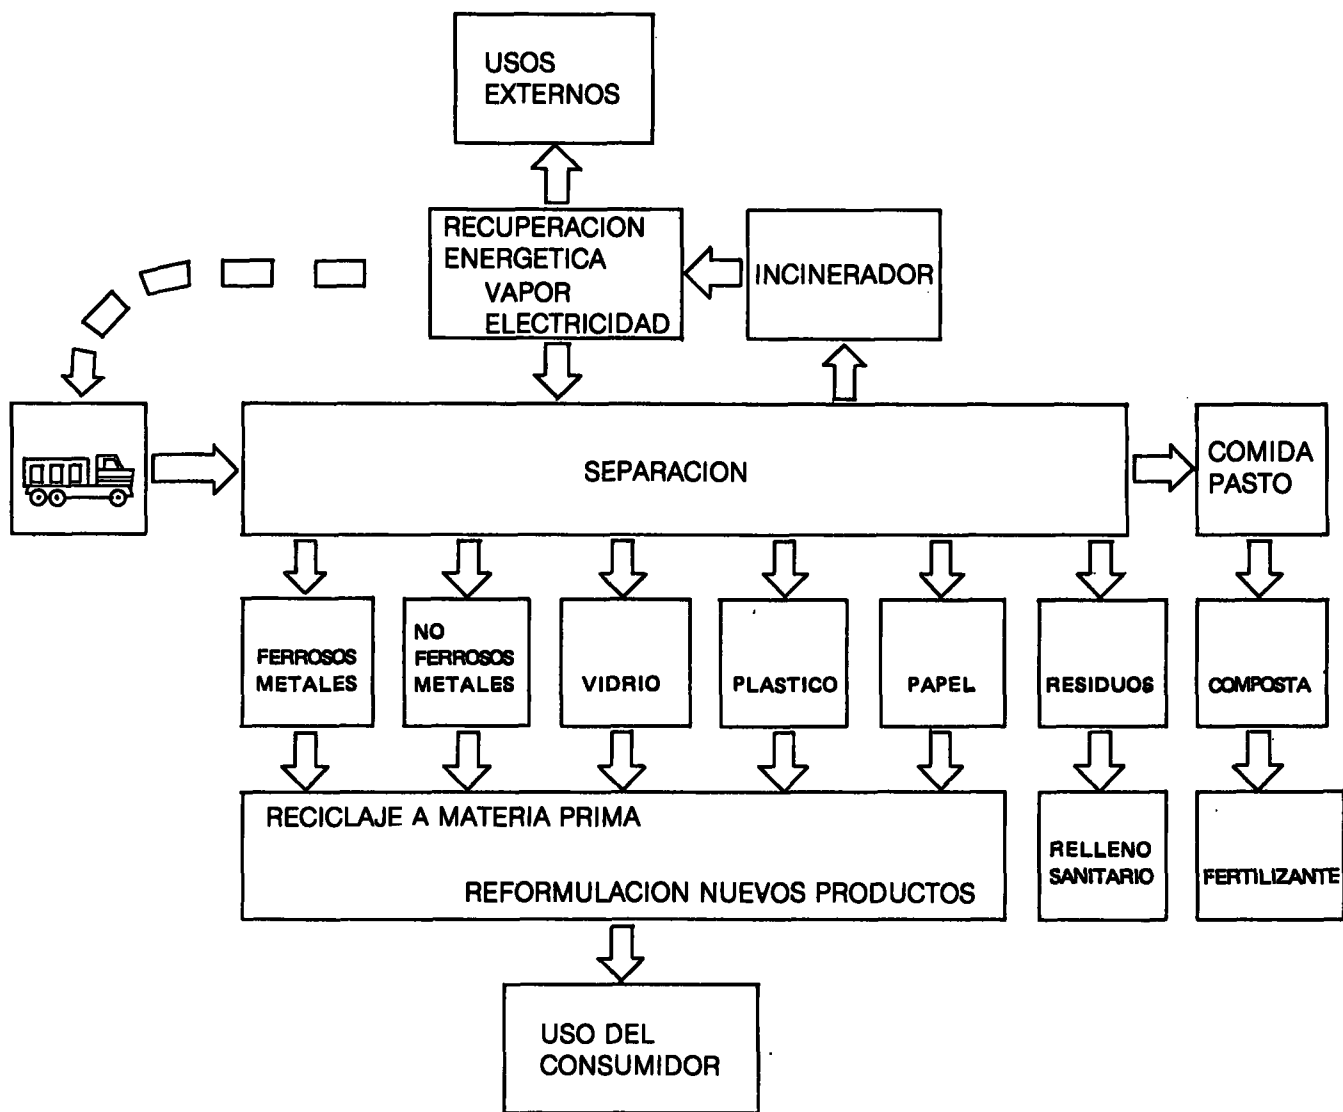 USOS
EXTERNOS
RECUPERACION
ENERGETICA
VAPOR
ELECTRICIDAD
INCINERADOR
SEPARACION
COMIDA
PASTO
FERROSOS
METALES
NO
FERROSOS
METALES
VIDRIO
PLASTICO
PAPEL
RESIDUOS
COMPOSTA
RECICLAJE A MATERIA PRIMA
REFORMULACION NUEVOS PRODUCTOS
RELLENO
SANITARIO
FERTILIZANTE
USO DEL
CONSUMIDOR